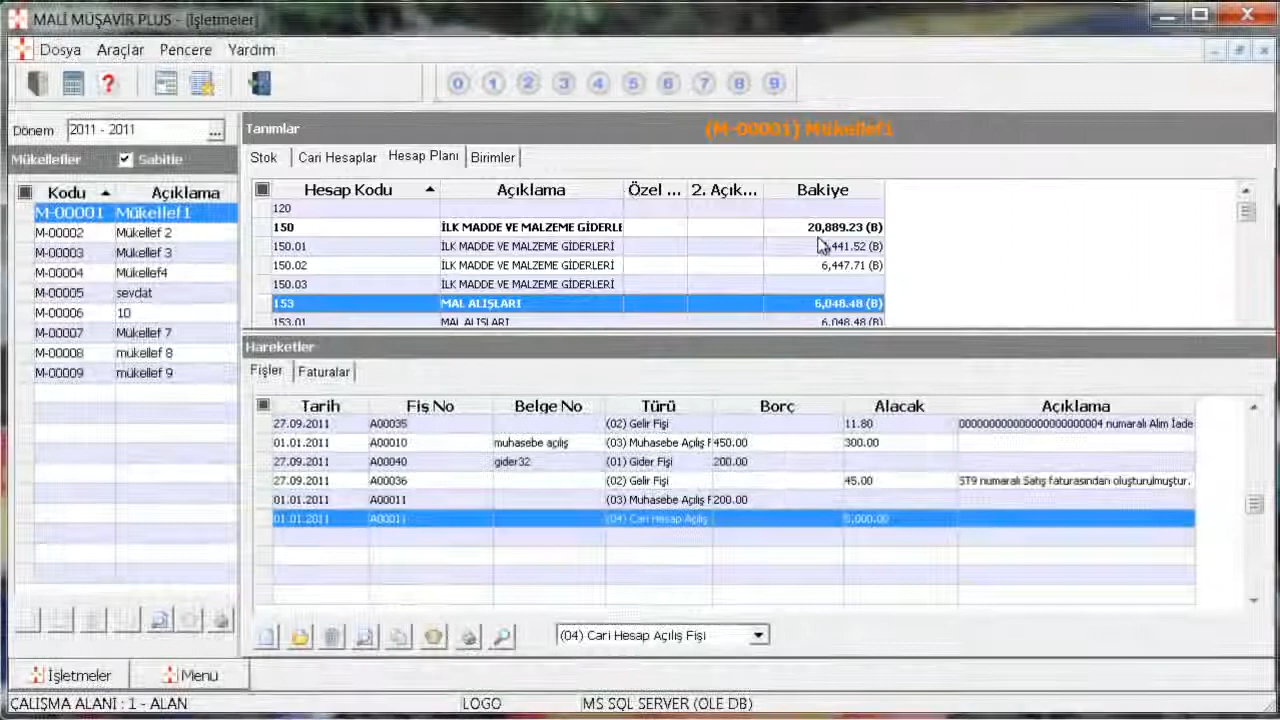 MALİ MÜŞAVİR PLUS - [İşletmeler]
Dosya Araçlar Pencere Yardım
0 1 2 3 4 5 6 7 8 9
Dönem 2011 - 2011 ...
Tanımlar (M-00001) Mükellef1
Mükellefler Sabitle
Stok Cari Hesaplar Hesap Planı Birimleri
Kodu Açıklama
M-00001 Mükellef1
M-00002 Mükellef 2
M-00003 Mükellef 3
M-00004 Mükellef4
M-00005 sevdat
M-00006 10
M-00007 Mükellef 7
M-00008 mükellef 8
M-00009 mükellef 9
Hesap Kodu Açıklama Özel ... 2. Açık... Bakiye
120
150 İLK MADDE VE MALZEME GİDERLE 20,889.23 (B)
150.01 İLK MADDE VE MALZEME GİDERLERİ 441.52 (B)
150.02 İLK MADDE VE MALZEME GİDERLERİ 6,447.71 (B)
150.03 İLK MADDE VE MALZEME GİDERLERİ
153 MAL ALIŞLARI 6,048.48 (B)
153.01 MAL ALIŞLARI 6,048.48 (B)
Hareketler
Fişler Faturalar
Tarih Fiş No Belge No Türü Borç Alacak Açıklama
27.09.2011 A00035 (02) Gelir Fişi 11.80 numaralı Alım İade
01.01.2011 A00010 muhasebe açılış (03) Muhasebe Açılış F 450.00 300.00
27.09.2011 A00040 gider32 (01) Gider Fişi 200.00
27.09.2011 A00036 (02) Gelir Fişi 45.00 ST9 numaralı Satış faturasından oluşturulmuştur.
01.01.2011 A00011 (03) Muhasebe Açılış F 200.00
01.01.2011 A00011 (04) Cari Hesap Açılış
(04) Cari Hesap Açılış Fişi
İşletmeler Menü
ÇALIŞMA ALANI : 1 - ALAN LOGO MS SQL SERVER (OLE DB)